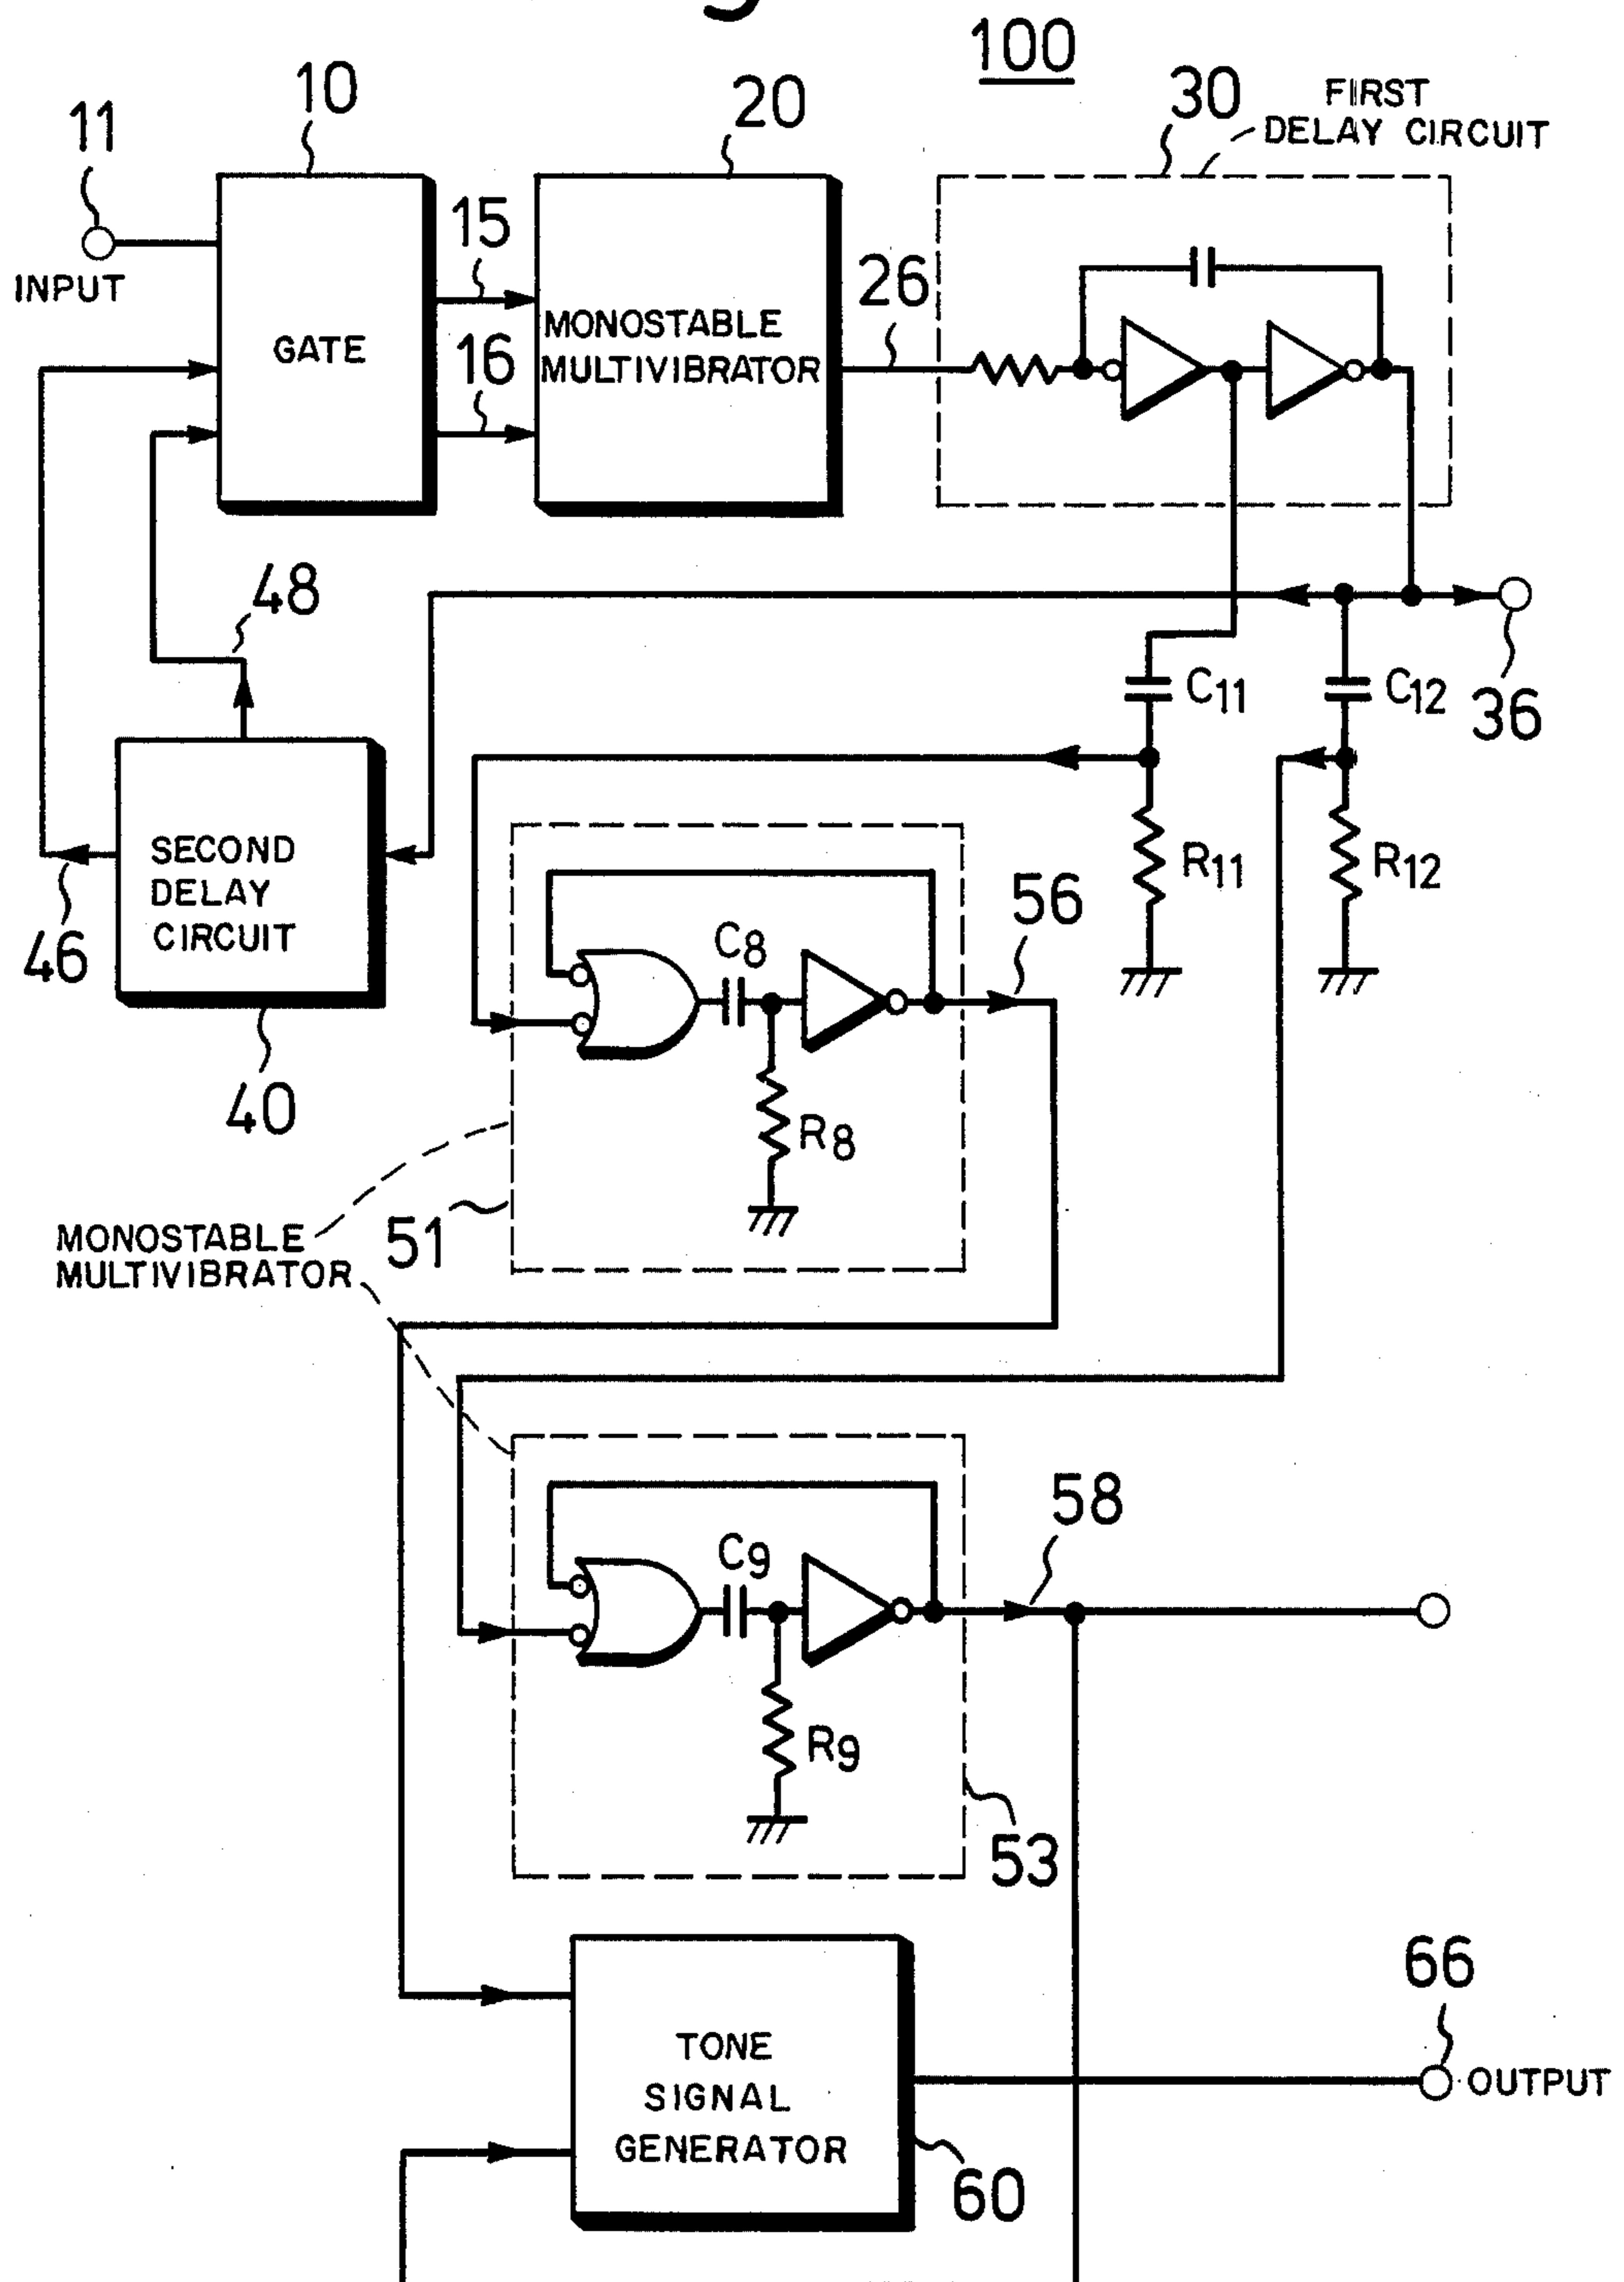 100
30
FIRST
DELAY CIRCUIT
10
20
11
INPUT
15
16
26
GATE
MONOSTABLE
MULTIVIBRATOR
48
C11
C12
36
SECOND
DELAY
CIRCUIT
46
40
R11
R12
56
C8
R8
51
MONOSTABLE
MULTIVIBRATOR
58
C9
R9
53
66
TONE
SIGNAL
GENERATOR
OUTPUT
60